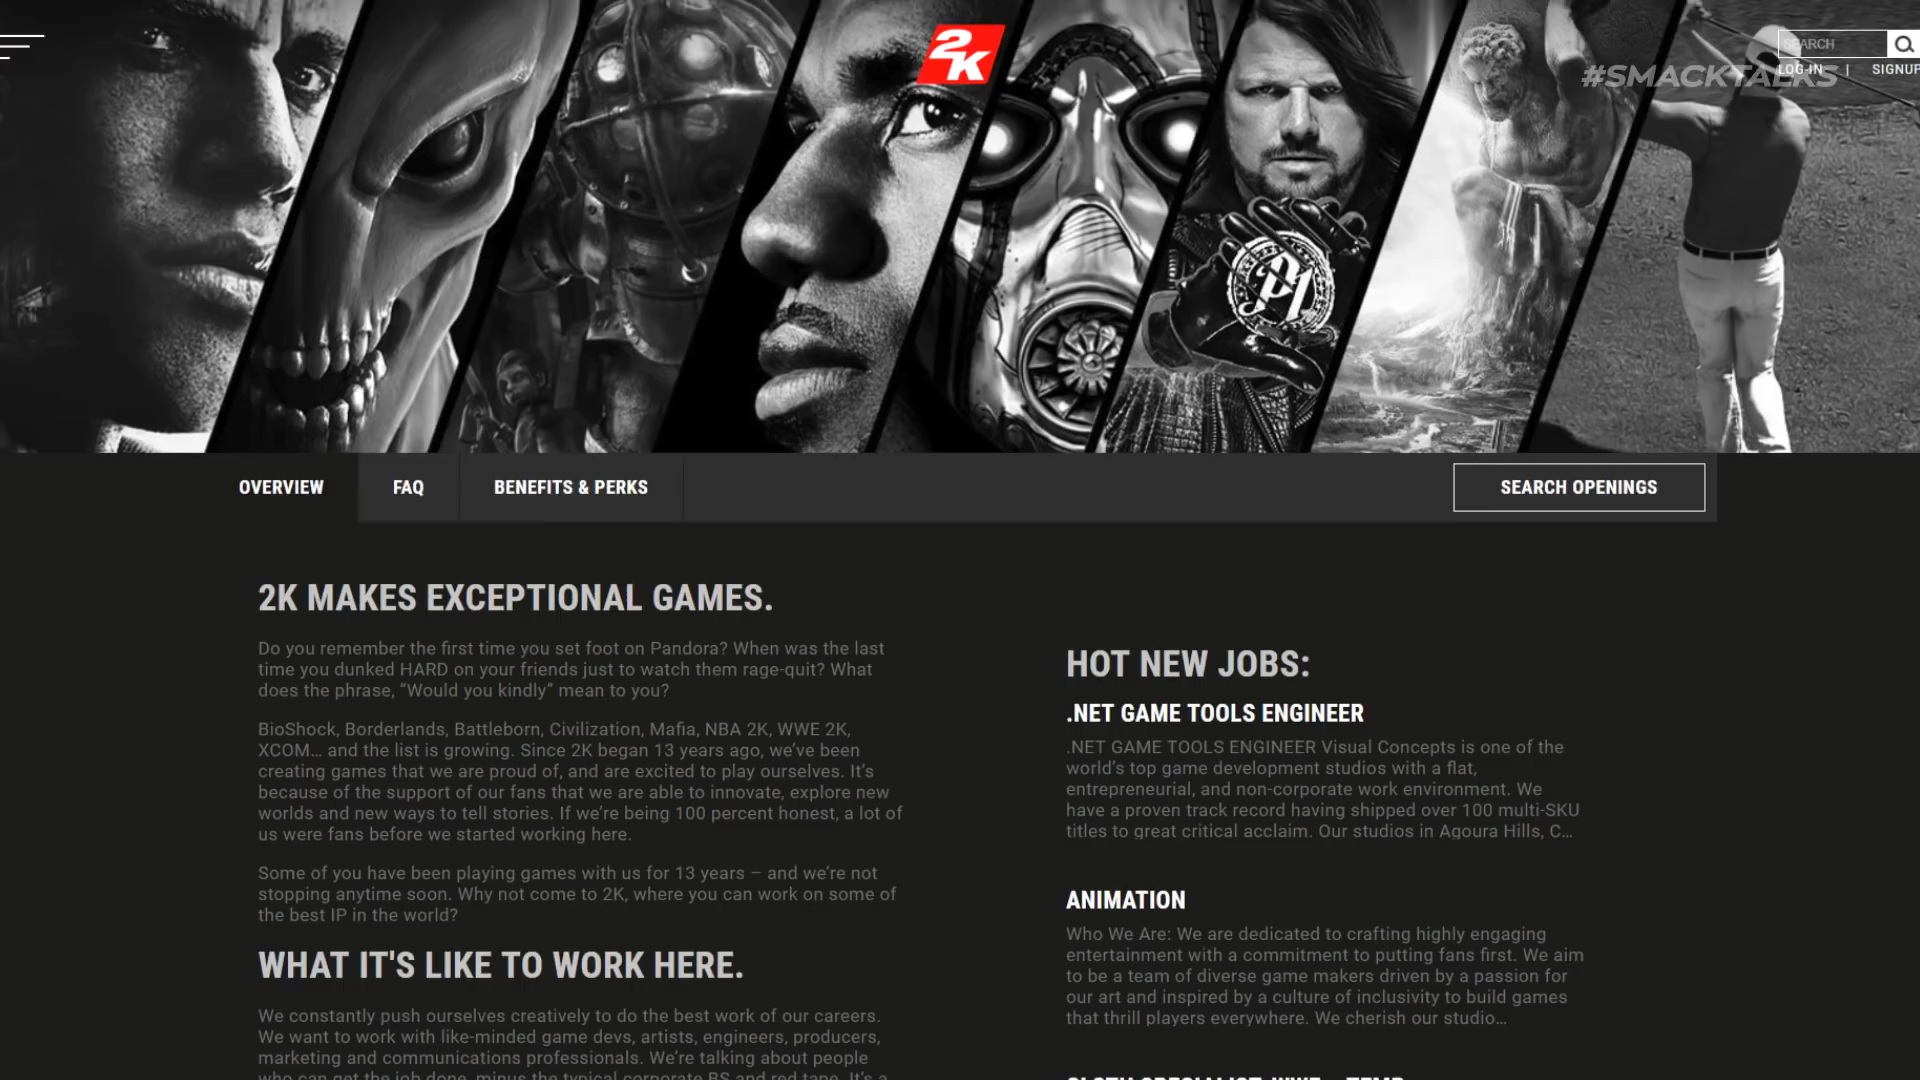 2K
SEARCH
#SMACKTALKS
LOG-IN | SIGNUP
P1
OVERVIEW
FAQ
BENEFITS & PERKS
SEARCH OPENINGS
2K MAKES EXCEPTIONAL GAMES.
Do you remember the first time you set foot on Pandora? When was the last
time you dunked HARD on your friends just to watch them rage-quit? What
does the phrase, “Would you kindly” mean to you?
BioShock, Borderlands, Battleborn, Civilization, Mafia, NBA 2K, WWE 2K,
XCOM… and the list is growing. Since 2K began 13 years ago, we’ve been
creating games that we are proud of, and are excited to play ourselves. It’s
because of the support of our fans that we are able to innovate, explore new
worlds and new ways to tell stories. If we’re being 100 percent honest, a lot of
us were fans before we started working here.
Some of you have been playing games with us for 13 years – and we’re not
stopping anytime soon. Why not come to 2K, where you can work on some of
the best IP in the world?
WHAT IT'S LIKE TO WORK HERE.
We constantly push ourselves creatively to do the best work of our careers.
We want to work with like-minded game devs, artists, engineers, producers,
marketing and communications professionals. We’re talking about people
who can get the job done, minus the typical corporate BS and red tape. It’s a
HOT NEW JOBS:
.NET GAME TOOLS ENGINEER
.NET GAME TOOLS ENGINEER Visual Concepts is one of the
world’s top game development studios with a flat,
entrepreneurial, and non-corporate work environment. We
have a proven track record having shipped over 100 multi-SKU
titles to great critical acclaim. Our studios in Agoura Hills, C…
ANIMATION
Who We Are: We are dedicated to crafting highly engaging
entertainment with a commitment to putting fans first. We aim
to be a team of diverse game makers driven by a passion for
our art and inspired by a culture of inclusivity to build games
that thrill players everywhere. We cherish our studio…